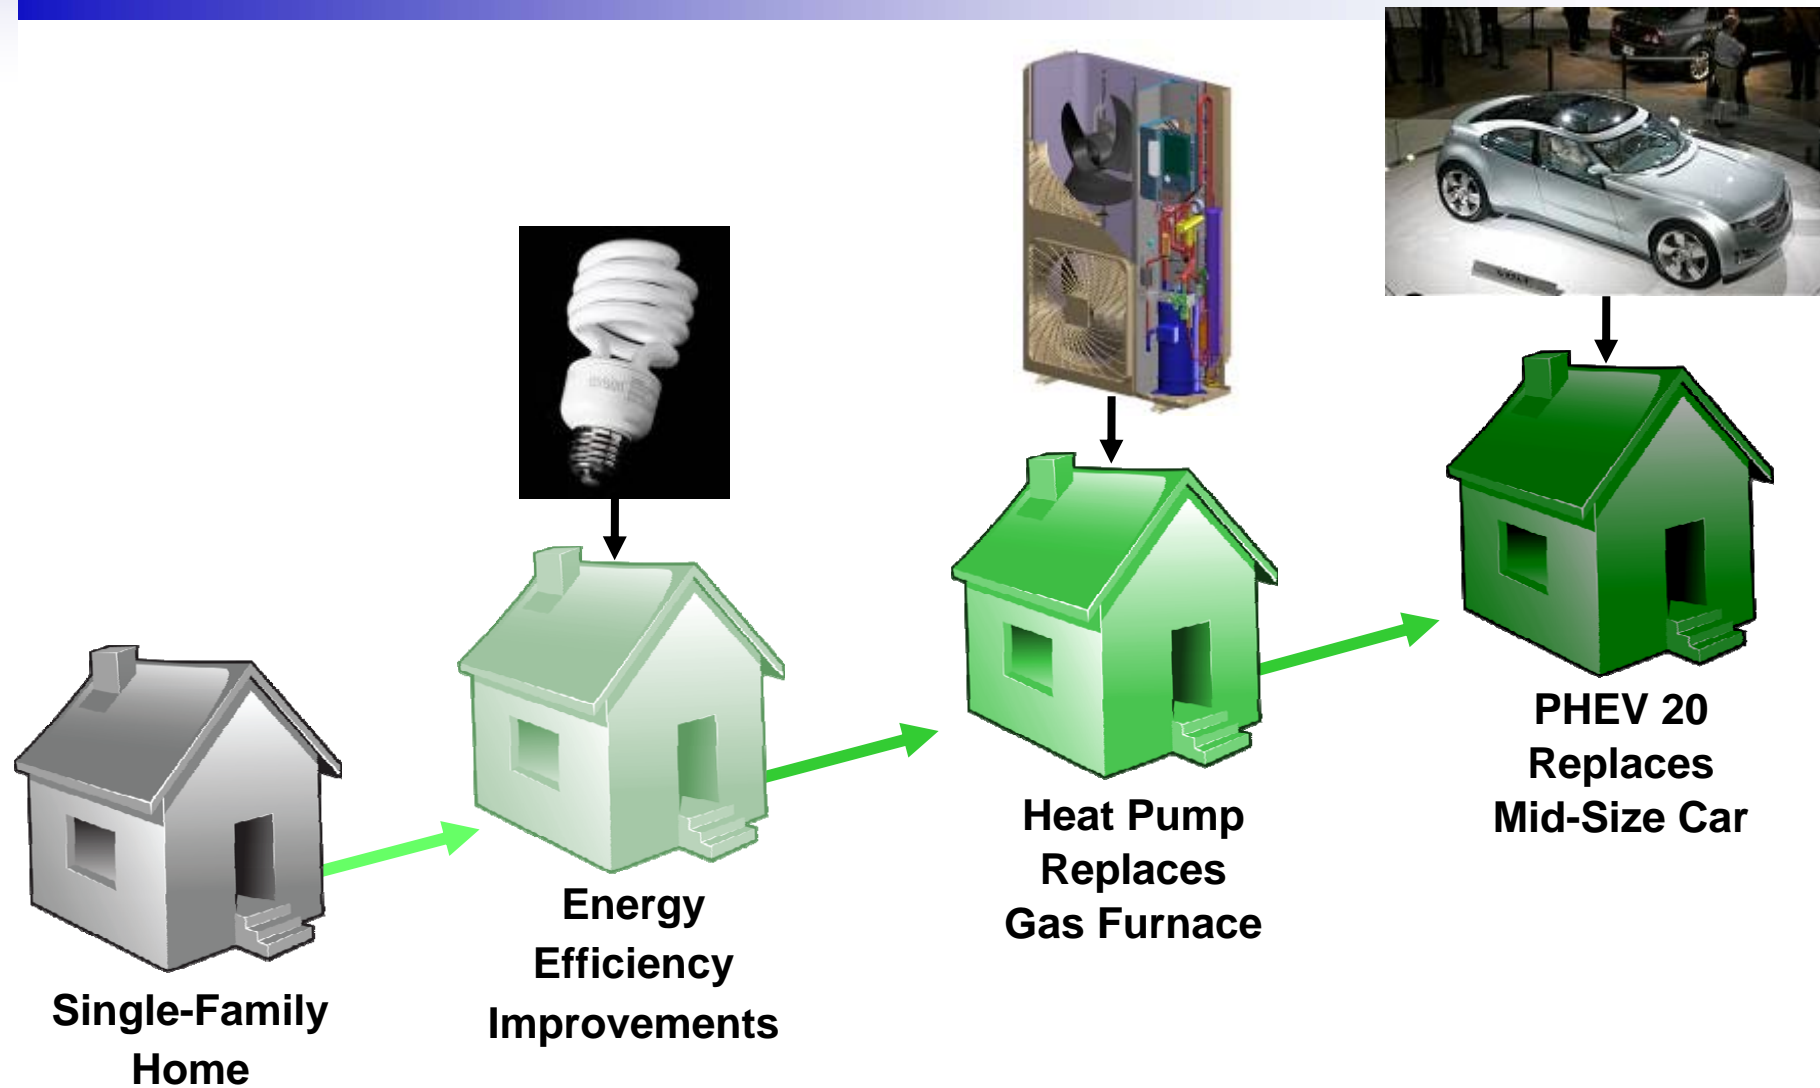 Single-Family
Home
Energy
Efficiency
Improvements
Heat Pump
Replaces
Gas Furnace
PHEV 20
Replaces
Mid-Size Car